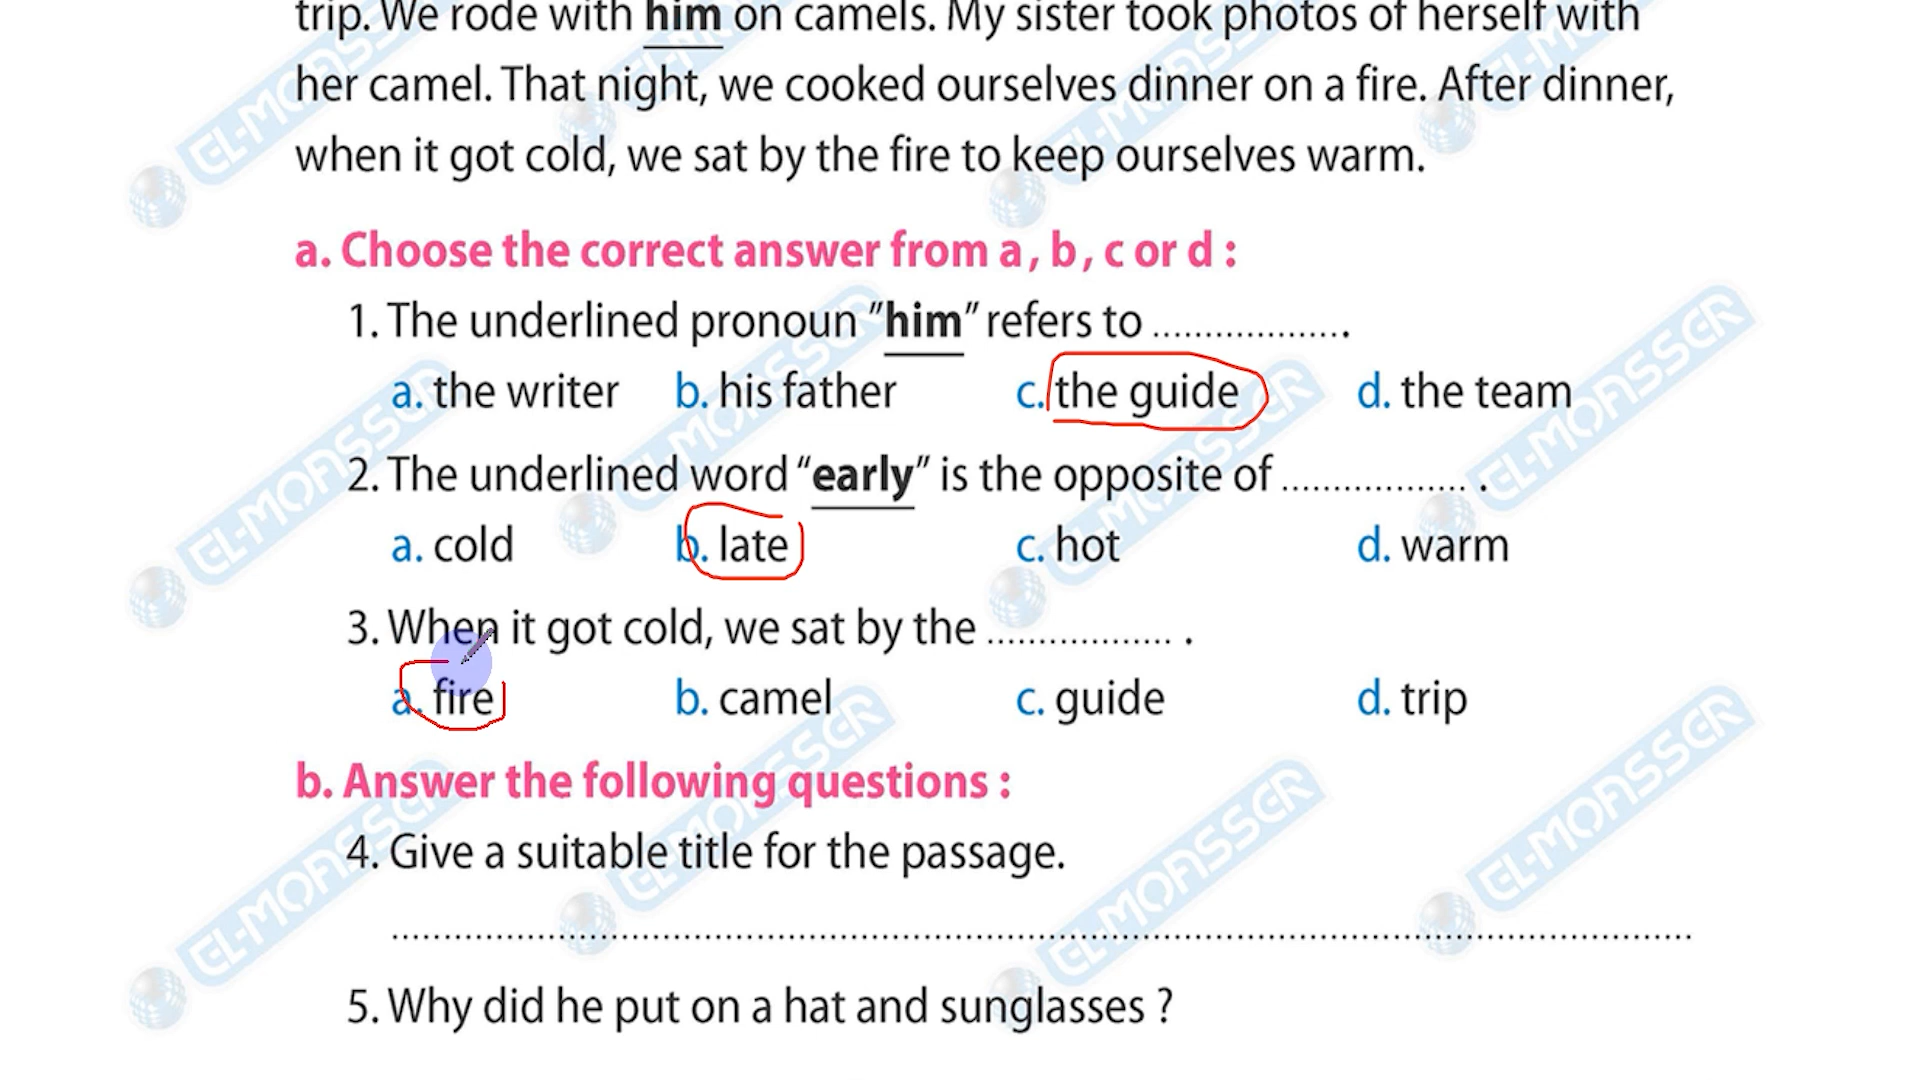 trip. We rode with him on camels. My sister took photos of herself with
her camel. That night, we cooked ourselves dinner on a fire. After dinner,
when it got cold, we sat by the fire to keep ourselves warm.
a. Choose the correct answer from a, b, c or d :
1. The underlined pronoun "him" refers to ..................
a. the writer b. his father c. the guide d. the team
2. The underlined word "early" is the opposite of .................. .
a. cold b. late c. hot d. warm
3. When it got cold, we sat by the .................. .
a. fire b. camel c. guide d. trip
b. Answer the following questions :
4. Give a suitable title for the passage.
5. Why did he put on a hat and sunglasses ?
EL-MOASSER